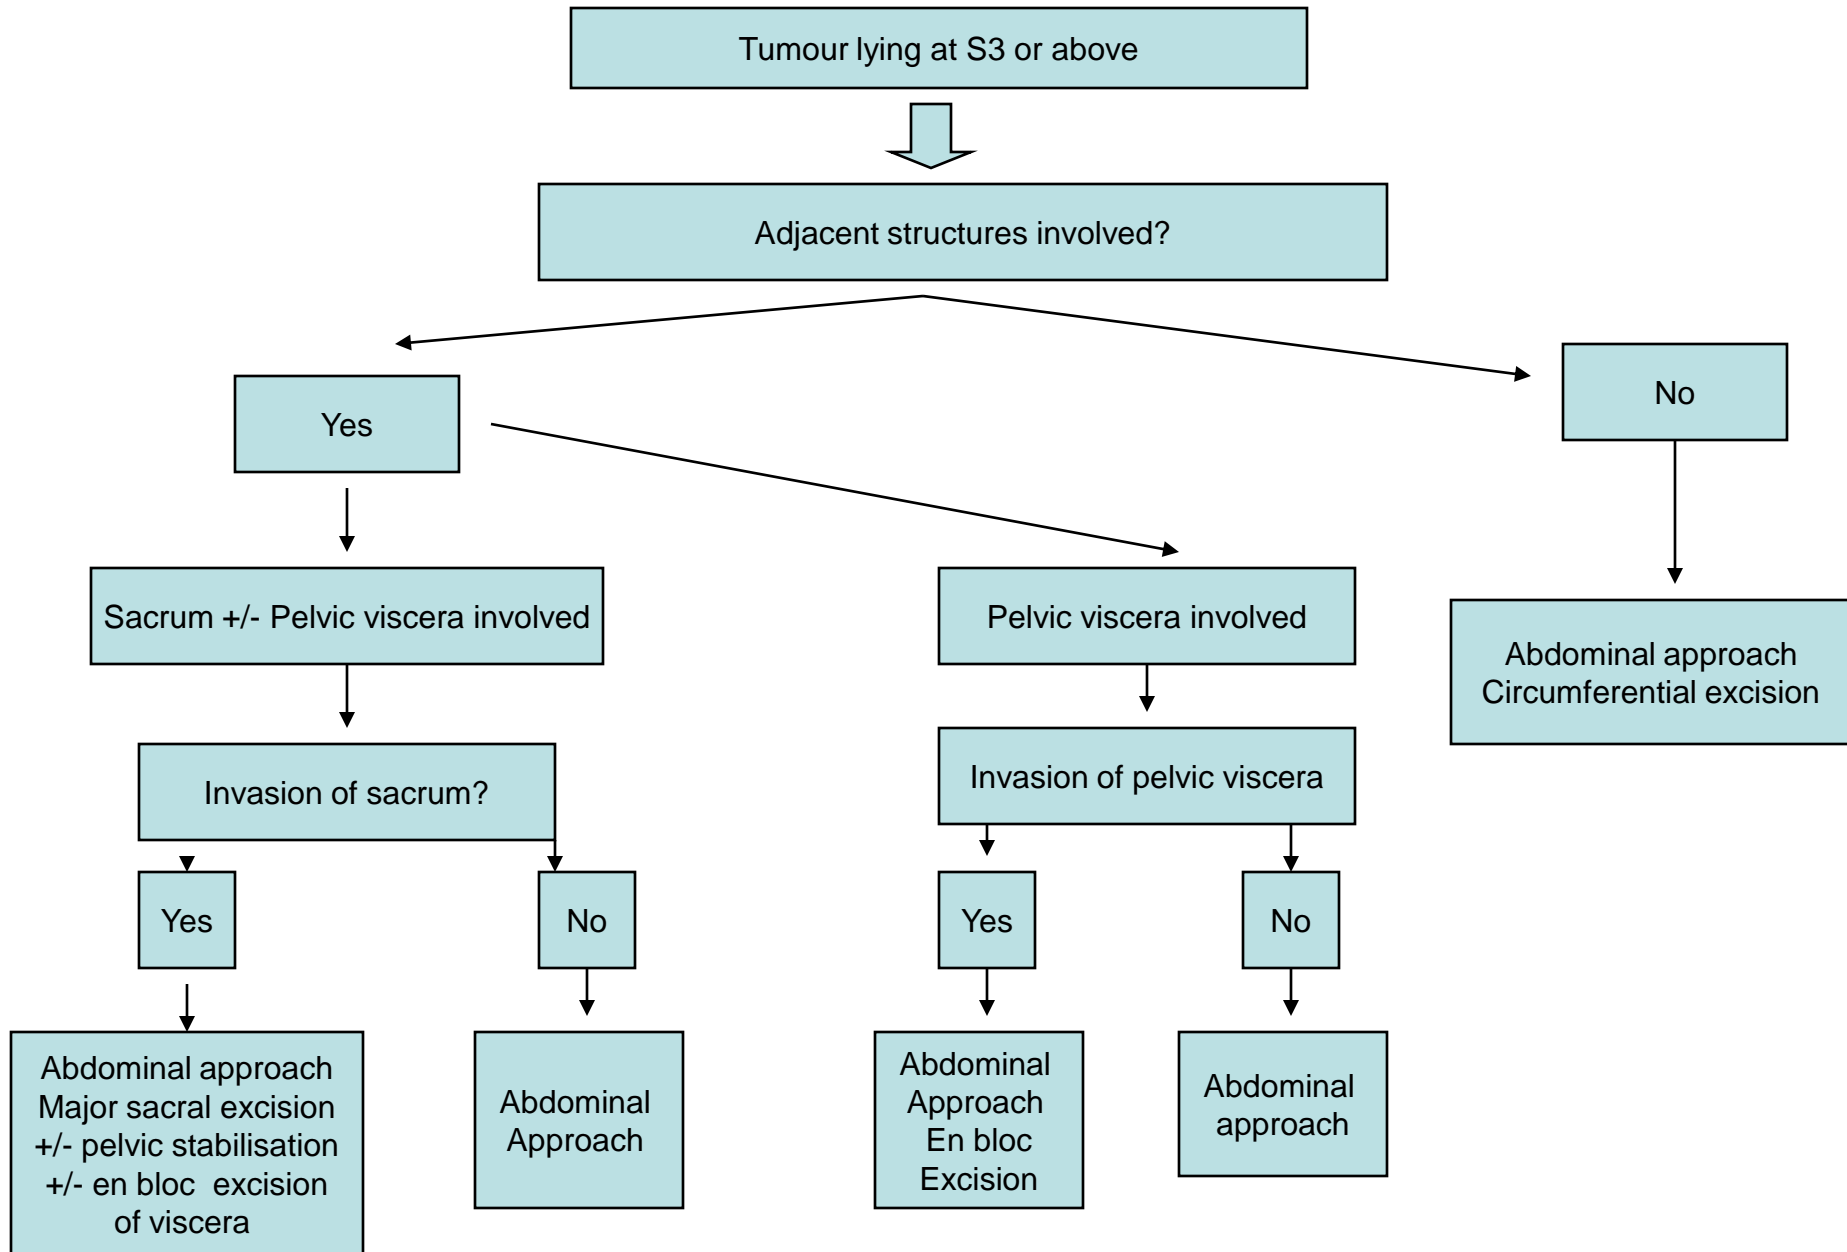 Tumour lying at S3 or above
Adjacent structures involved?
Yes
No
Sacrum +/- Pelvic viscera involved
Pelvic viscera involved
Abdominal approach
Circumferential excision
Invasion of sacrum?
Invasion of pelvic viscera
Yes
No
Yes
No
Abdominal approach
Major sacral excision
+/- pelvic stabilisation
+/- en bloc excision
of viscera
Abdominal
Approach
Abdominal
Approach
En bloc
Excision
Abdominal
approach